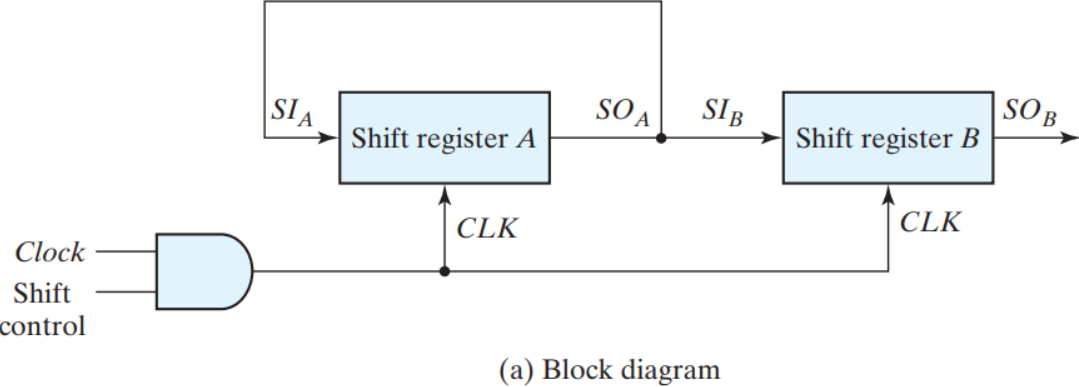 SI_A
Shift register A
SO_A
SI_B
Shift register B
SO_B
CLK
CLK
Clock
Shift
control
(a) Block diagram